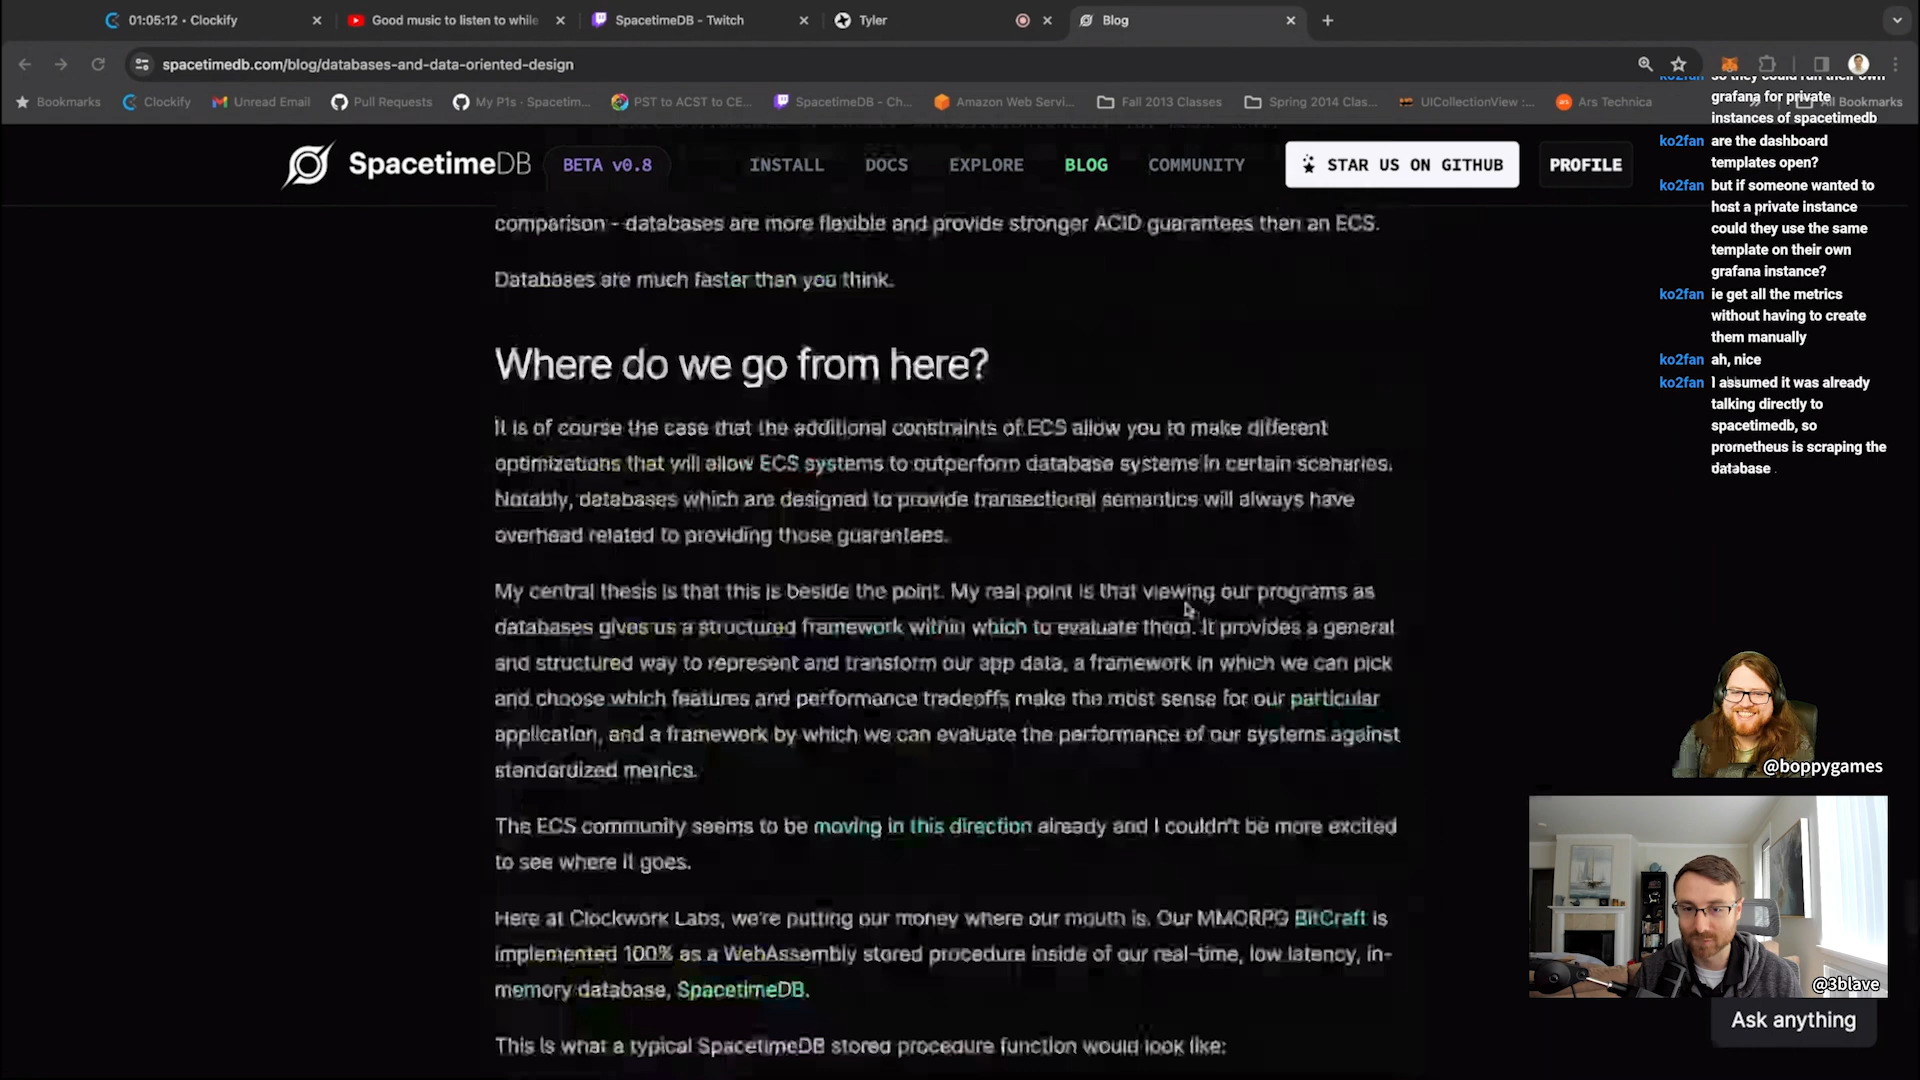 01:05:12 • Clockify
Good music to listen to while
SpacetimeDB - Twitch
Tyler
Blog
spacetimedb.com/blog/databases-and-data-oriented-design
Bookmarks
Clockify
Unread Email
Pull Requests
My P1s · Spacetim...
PST to ACST to CE...
SpacetimeDB - Ch...
Amazon Web Servi...
Fall 2013 Classes
Spring 2014 Clas...
UICollectionView :...
Ars Technica
All Bookmarks
SpacetimeDB
BETA v0.8
INSTALL
DOCS
EXPLORE
BLOG
COMMUNITY
STAR US ON GITHUB
PROFILE
comparison - databases are more flexible and provide stronger ACID guarantees than an ECS.
Databases are much faster than you think.
Where do we go from here?
It is of course the case that the additional constraints of ECS allow you to make different
optimizations that will allow ECS systems to outperform database systems in certain scenarios.
Notably, databases which are designed to provide transactional semantics will always have
overhead related to providing those guarantees.
My central thesis is that this is beside the point. My real point is that viewing our programs as
databases gives us a structured framework within which to evaluate them. It provides a general
and structured way to represent and transform our app data, a framework in which we can pick
and choose which features and performance tradeoffs make the most sense for our particular
application, and a framework by which we can evaluate the performance of our systems against
standardized metrics.
The ECS community seems to be moving in this direction already and I couldn't be more excited
to see where it goes.
Here at Clockwork Labs, we're putting our money where our mouth is. Our MMORPG BitCraft is
implemented 100% as a WebAssembly stored procedure inside of our real-time, low latency, in-
memory database, SpacetimeDB.
This is what a typical SpacetimeDB stored procedure function would look like:
ko2fan so they could run their own
grafana for private
instances of spacetimedb
ko2fan are the dashboard
templates open?
ko2fan but if someone wanted to
host a private instance
could they use the same
template on their own
grafana instance?
ko2fan ie get all the metrics
without having to create
them manually
ko2fan ah, nice
ko2fan I assumed it was already
talking directly to
spacetimedb, so
prometheus is scraping the
database
@boppygames
@3blave
Ask anything